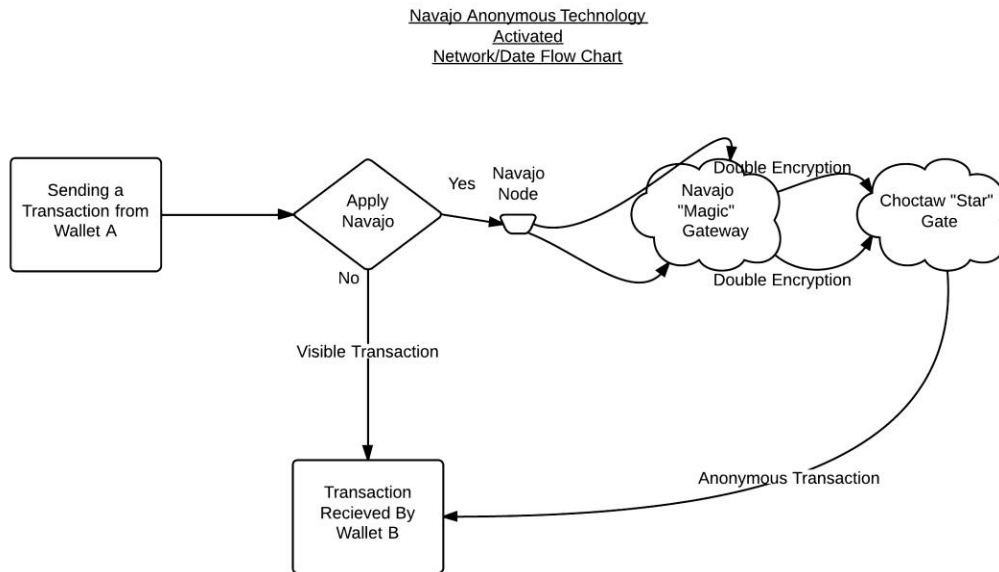 Navajo Anonymous Technology
Activated
Network/Date Flow Chart
Sending a
Transaction from
Wallet A
Apply
Navajo
Yes
Navajo
Node
Double Encryption
Navajo
"Magic"
Gateway
Double Encryption
Choctaw "Star"
Gate
No
Visible Transaction
Anonymous Transaction
Transaction
Recieved By
Wallet B